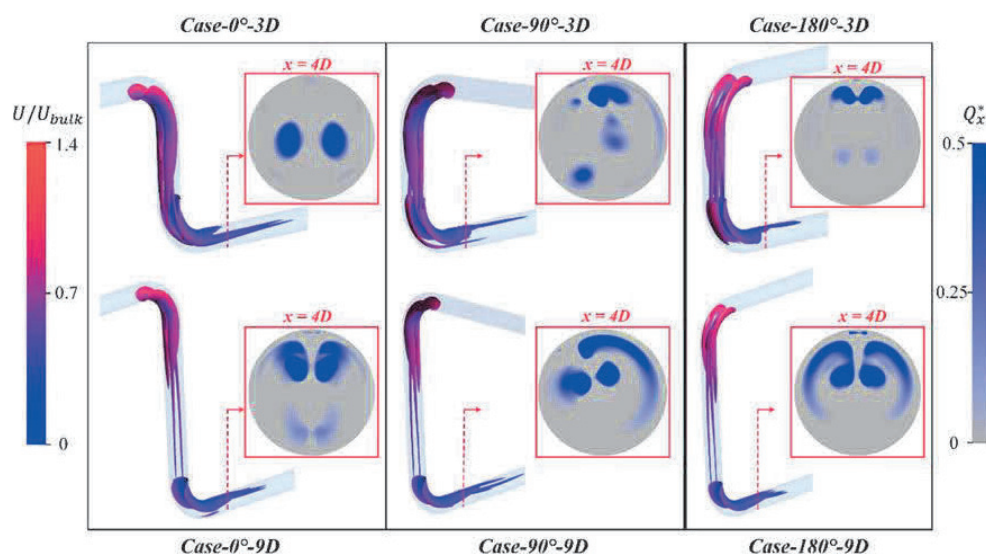 Case-0°-3D
Case-90°-3D
Case-180°-3D
x = 4D
x = 4D
x = 4D
U/U_bulk
1.4
0.7
0
Q*_x
0.5
0.25
0
x = 4D
x = 4D
x = 4D
Case-0°-9D
Case-90°-9D
Case-180°-9D